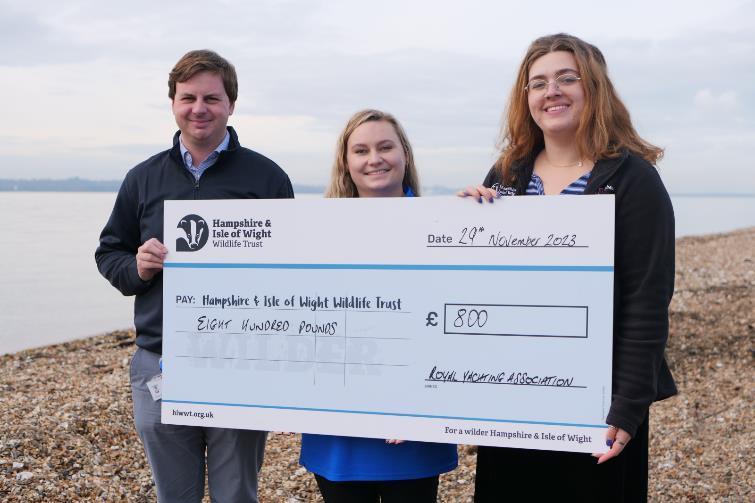 Hampshire &
Isle of Wight
Wildlife Trust
Date 29th November 2023
PAY: Hampshire & Isle of Wight Wildlife Trust
EIGHT HUNDRED POUNDS
£ 800
WILDER
ROYAL YACHTING ASSOCIATION
hiwwt.org.uk
For a wilder Hampshire & Isle of Wight